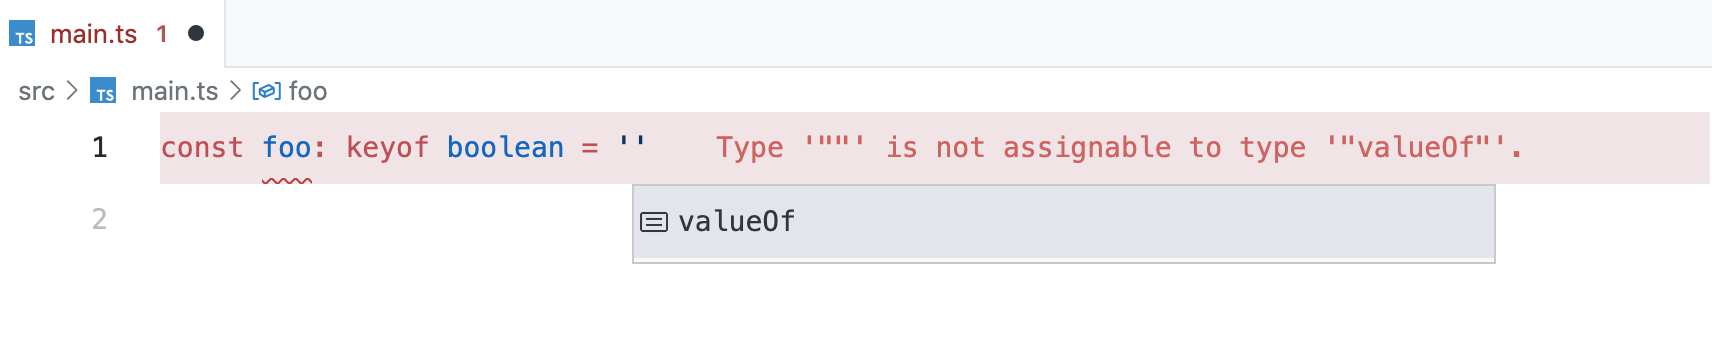 TS main.ts 1
src > TS main.ts > foo
1 const foo: keyof boolean = '' Type '""' is not assignable to type '"valueOf"'.
valueOf
2